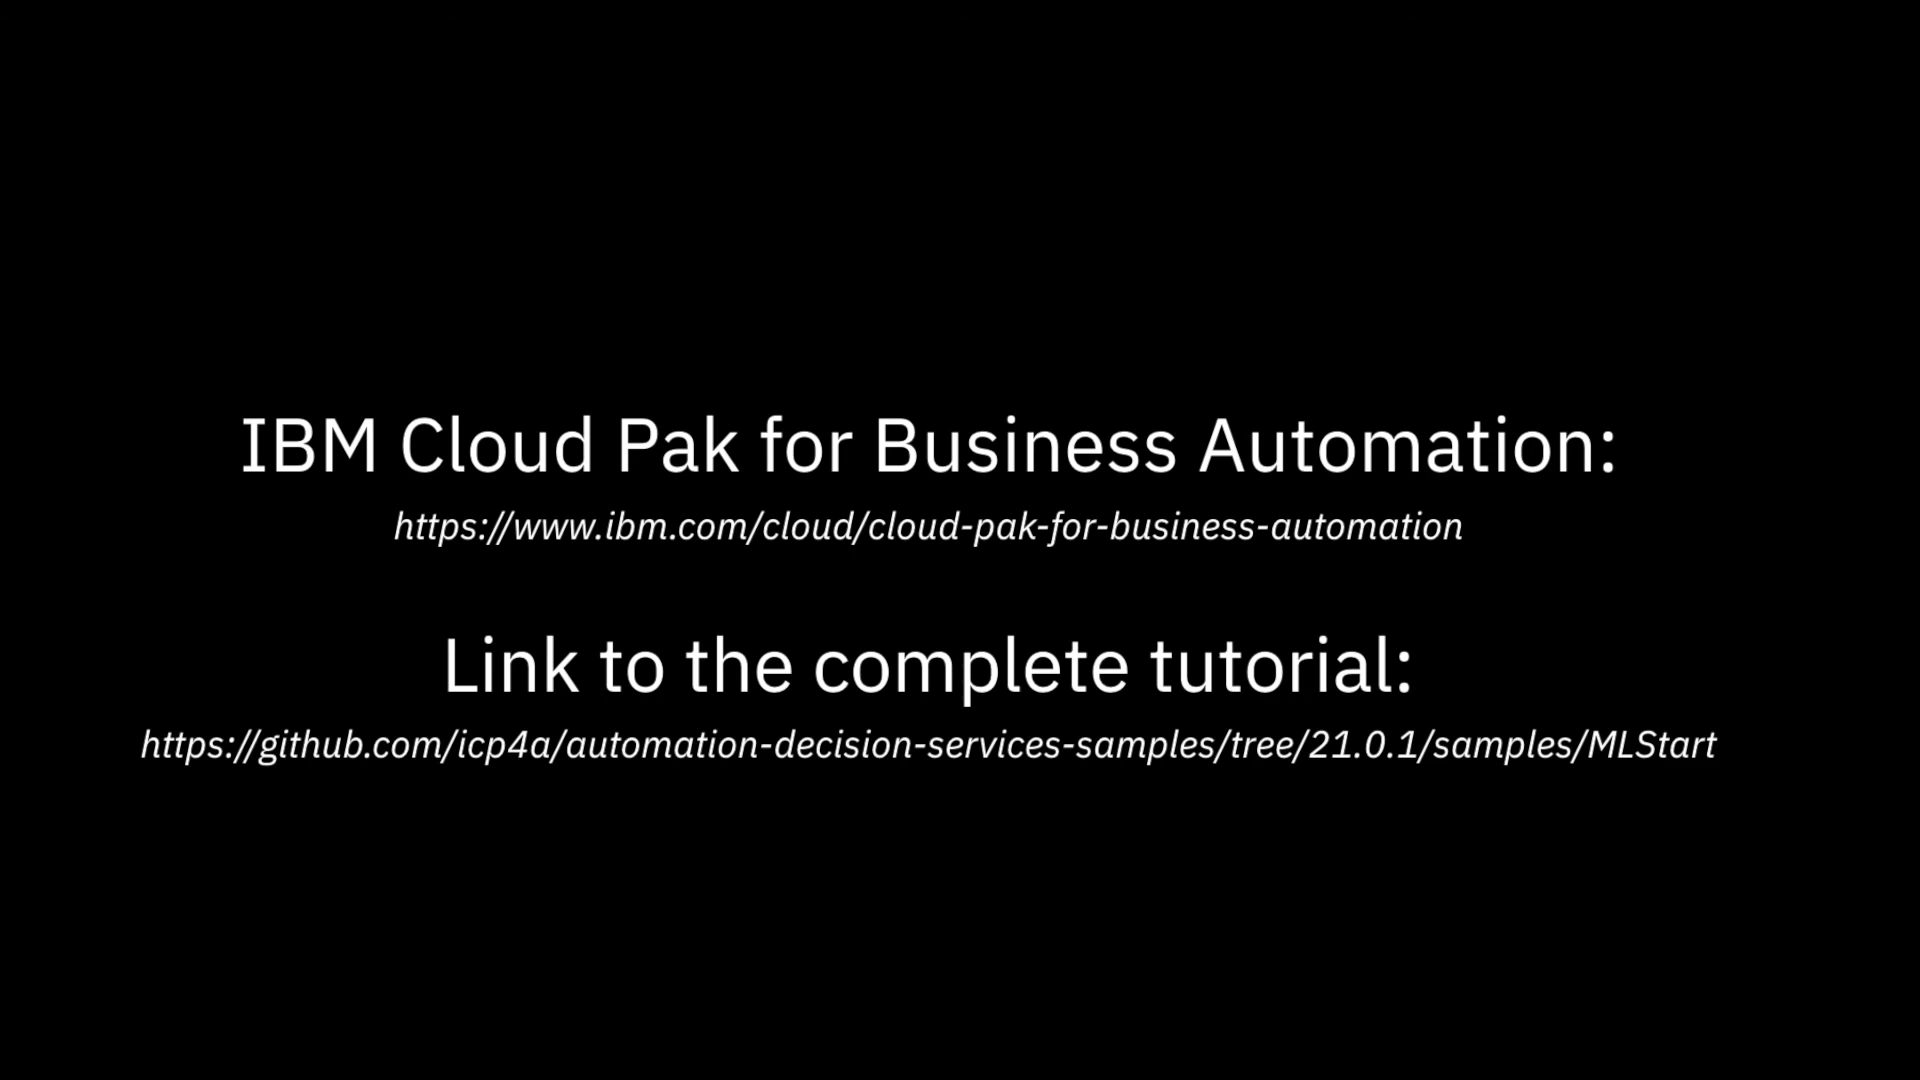 IBM Cloud Pak for Business Automation:
https://www.ibm.com/cloud/cloud-pak-for-business-automation
Link to the complete tutorial:
https://github.com/icp4a/automation-decision-services-samples/tree/21.0.1/samples/MLStart